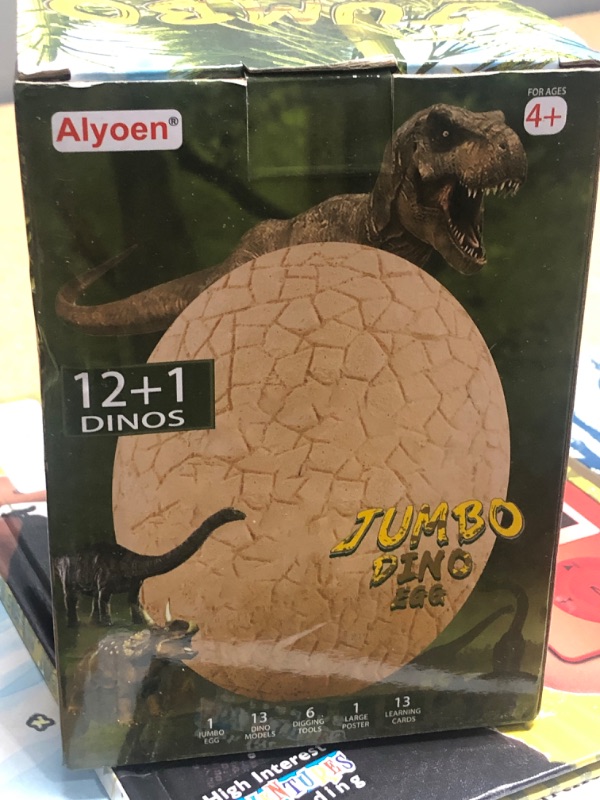 JUMBO
Alyoen®
FOR AGES
4+
12+1
DINOS
JUMBO
DINO
EGG
1
JUMBO
EGG
13
DINO
MODELS
6
DIGGING
TOOLS
1
LARGE
POSTER
13
LEARNING
CARDS
High Interest